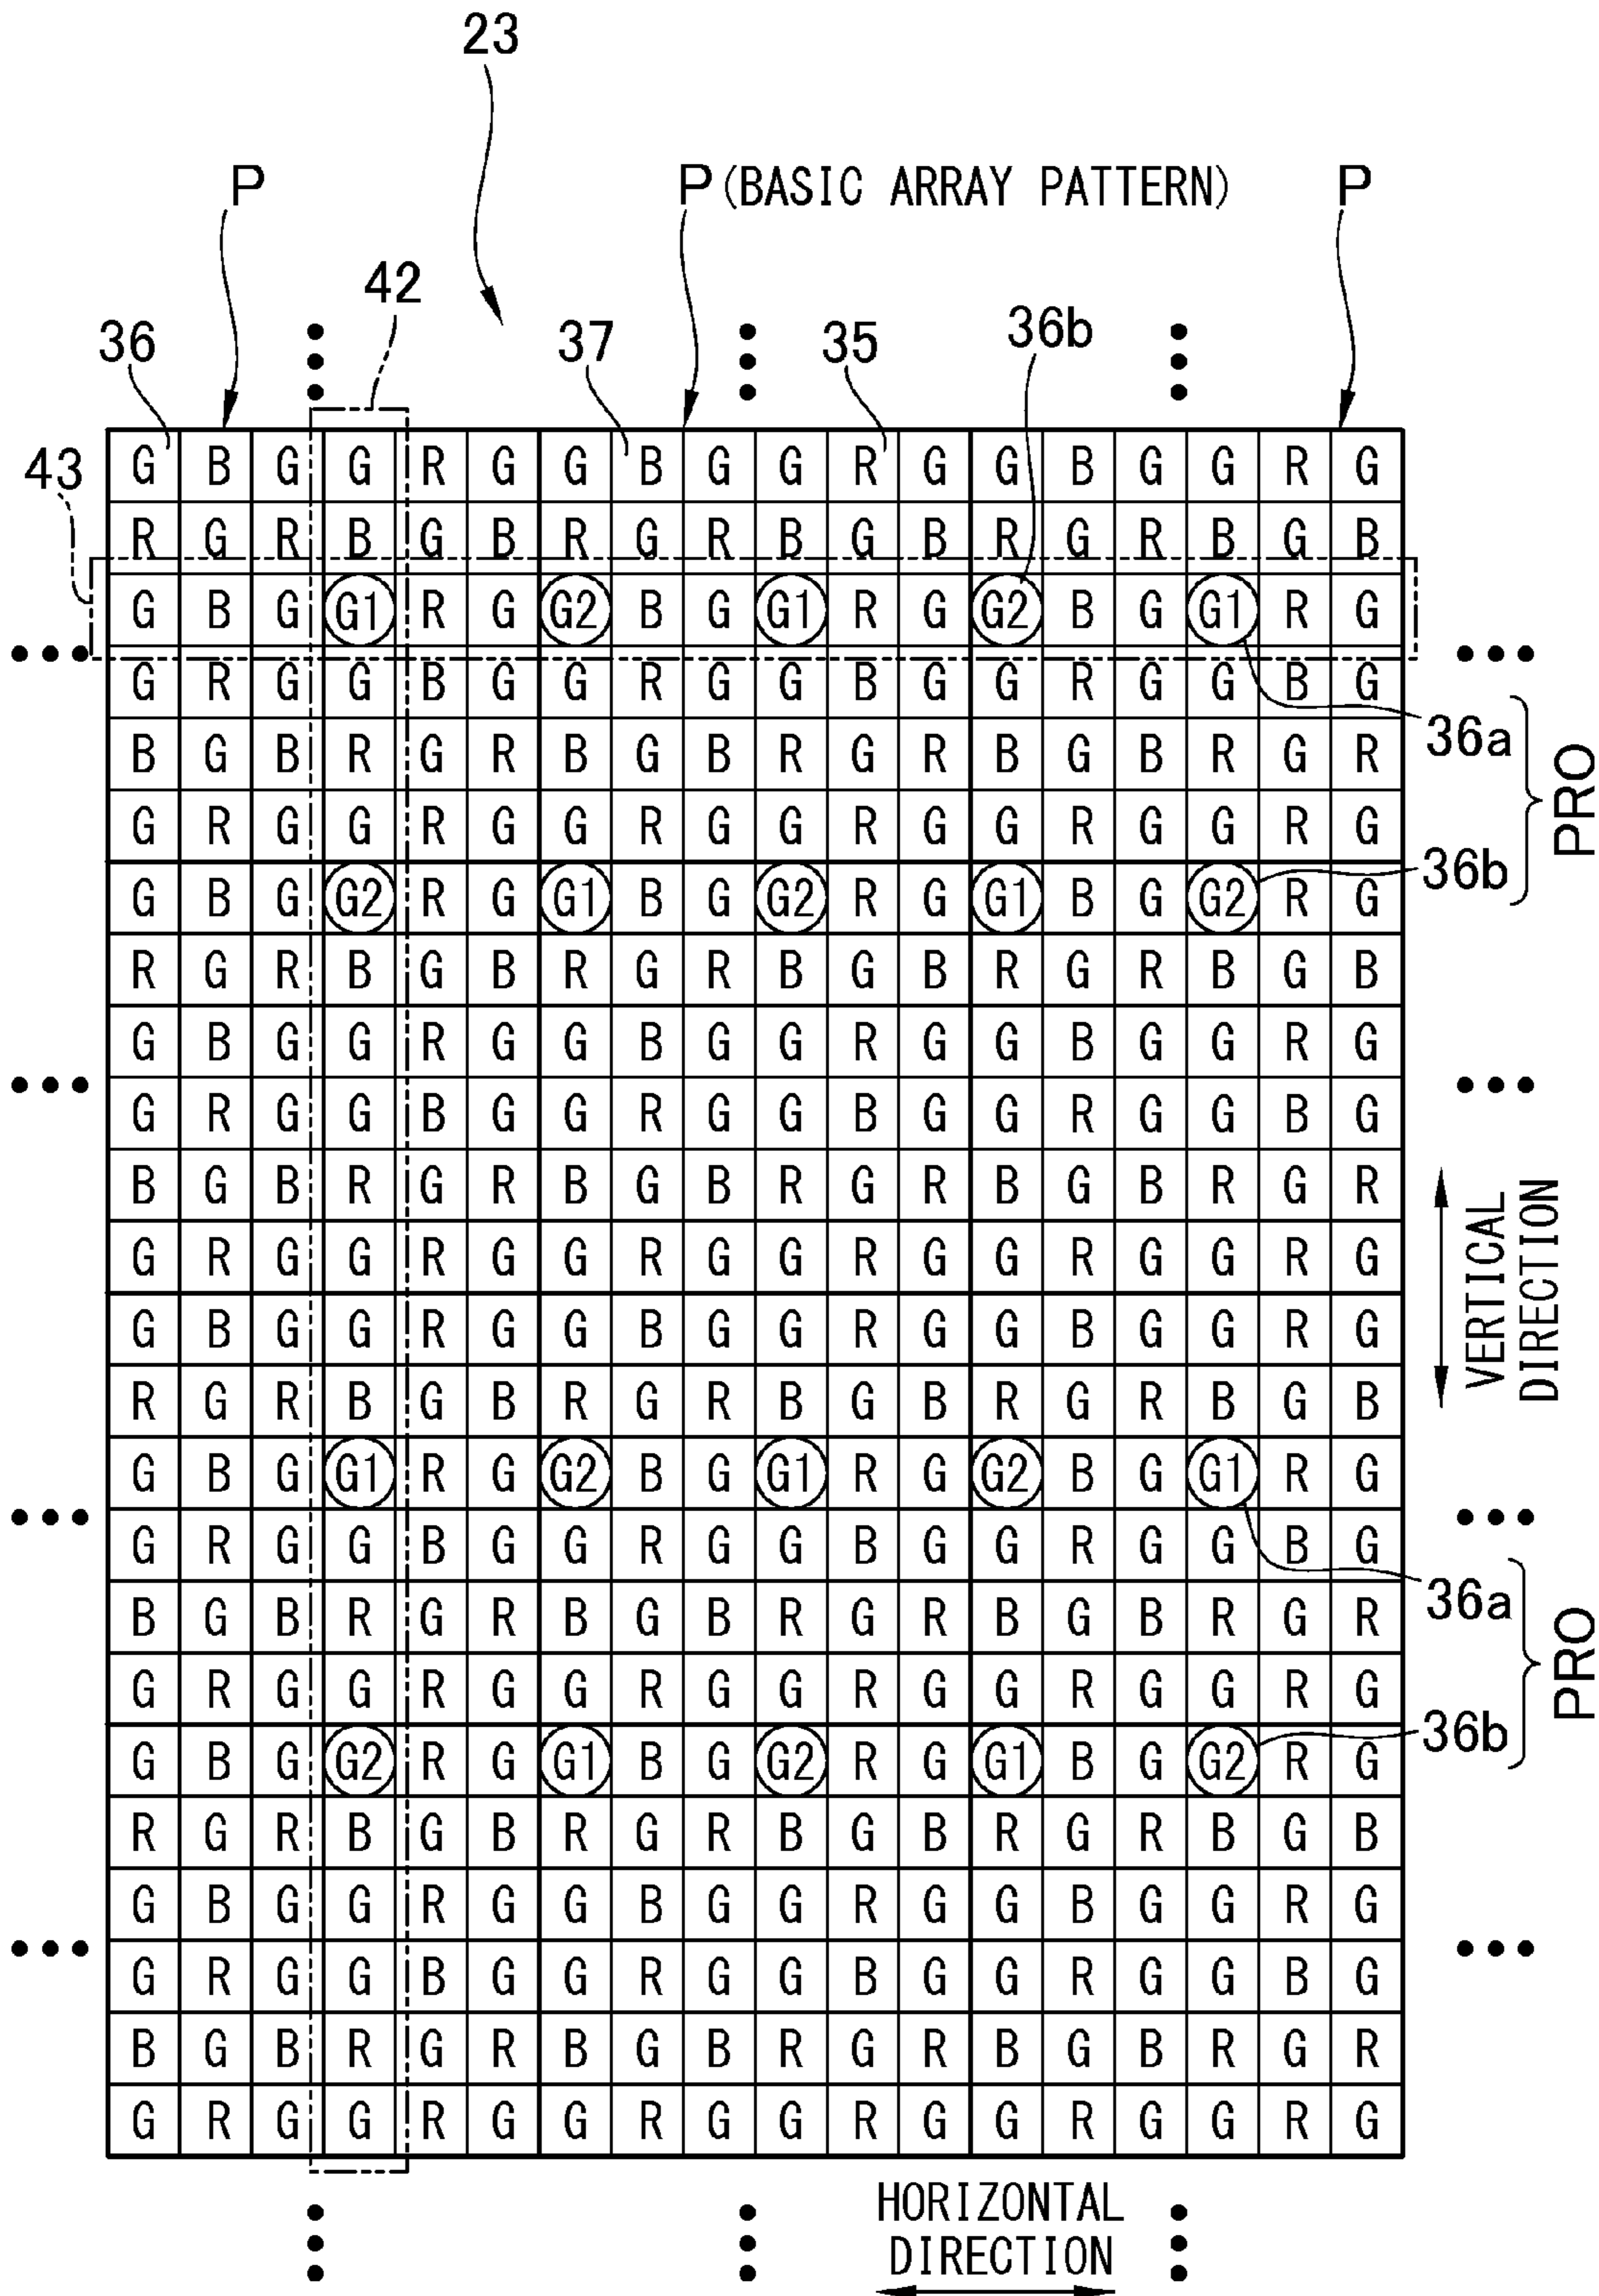 23
P P (BASIC ARRAY PATTERN) P
42
36 37 35 36b
43
G B G G R G G B G G R G G B G G R G
R G R B G B R G R B G B R G R B G B
G B G G1 R G G2 B G G1 R G G2 B G G1 R G
G R G G B G G R G G B G G R G G B G
36a
B G B R G R B G B R G R B G B R G R
PRO
G R G G R G G R G G R G G R G G R G
36b
G B G G2 R G G1 B G G2 R G G1 B G G2 R G
R G R B G B R G R B G B R G R B G B
G B G G R G G B G G R G G B G G R G
G R G G B G G R G G B G G R G G B G
B G B R G R B G B R G R B G B R G R
VERTICAL
DIRECTION
G R G G R G G R G G R G G R G G R G
G B G G R G G B G G R G G B G G R G
R G R B G B R G R B G B R G R B G B
G B G G1 R G G2 B G G1 R G G2 B G G1 R G
G R G G B G G R G G B G G R G G B G
36a
B G B R G R B G B R G R B G B R G R
PRO
G R G G R G G R G G R G G R G G R G
36b
G B G G2 R G G1 B G G2 R G G1 B G G2 R G
R G R B G B R G R B G B R G R B G B
G B G G R G G B G G R G G B G G R G
G R G G B G G R G G B G G R G G B G
B G B R G R B G B R G R B G B R G R
G R G G R G G R G G R G G R G G R G
HORIZONTAL
DIRECTION